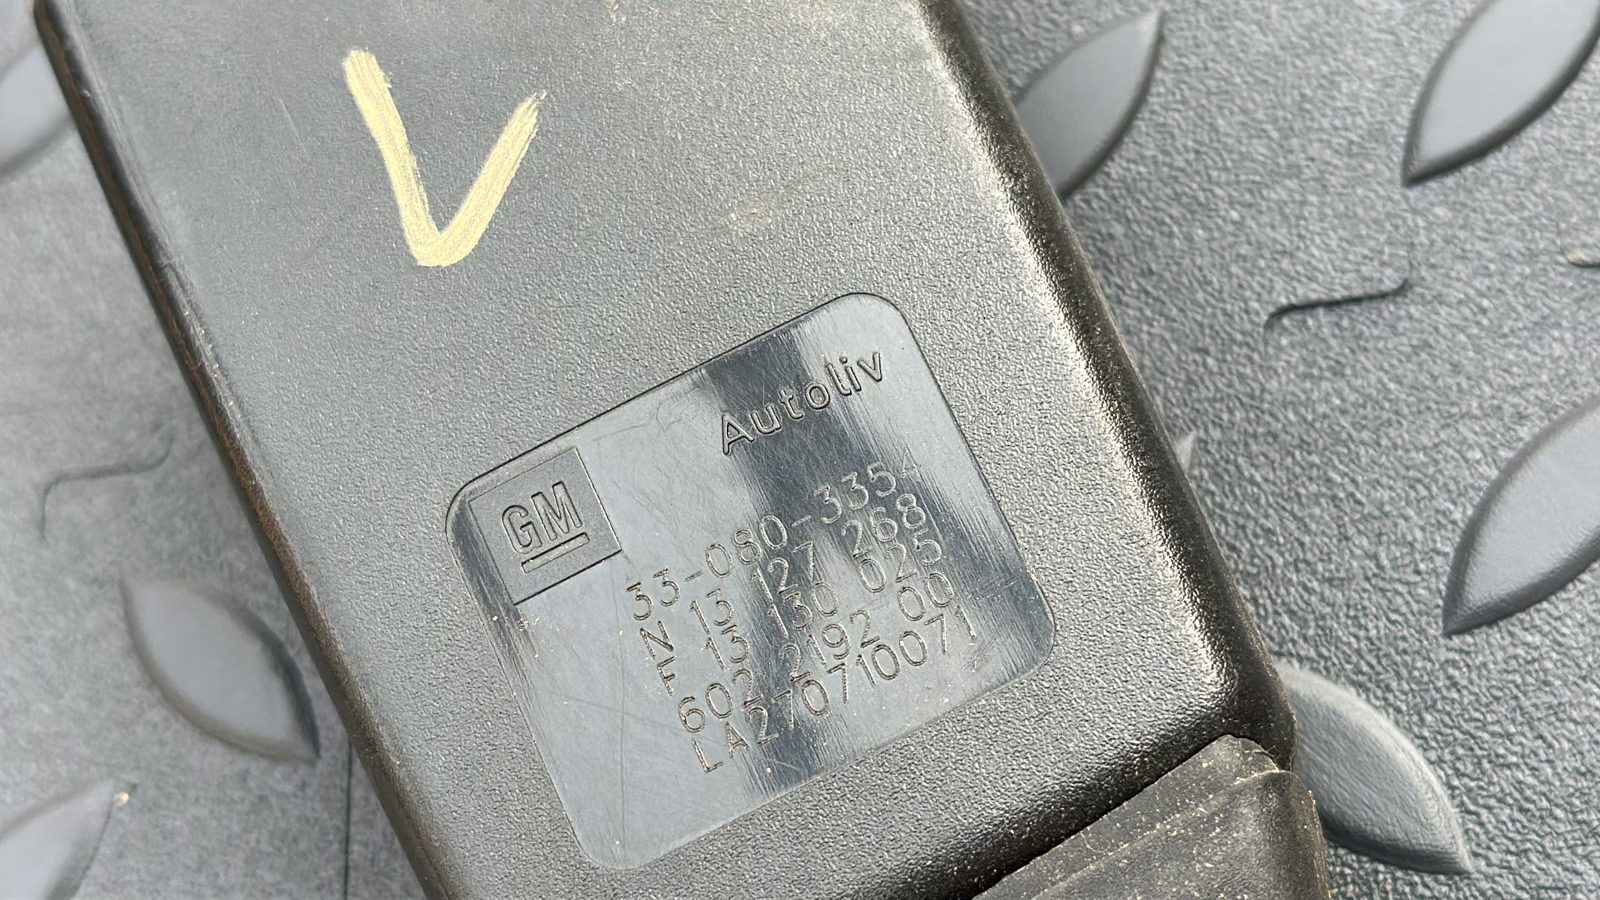 V
Autoliv
GM
33-080-3354
N 13 127 268
F 13 130 025
602 2192 00
LA270710071